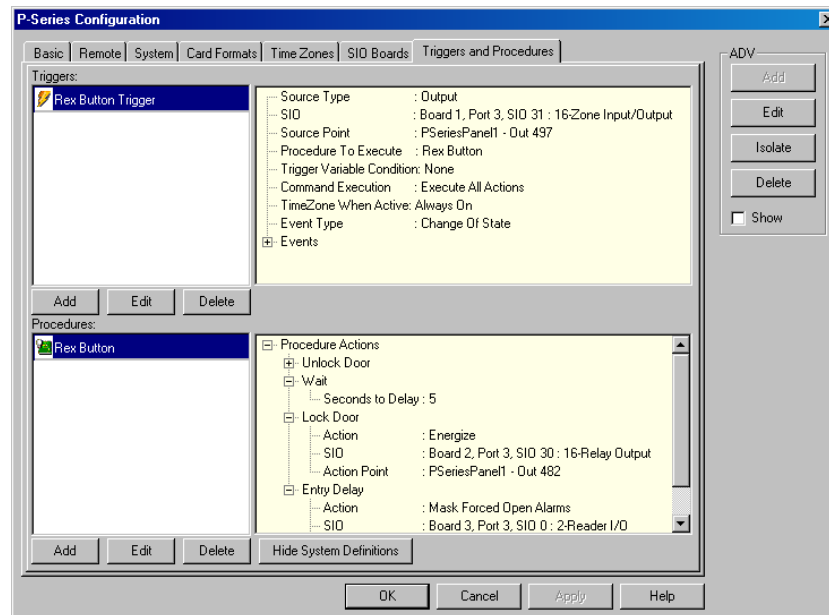 P-Series Configuration
Basic Remote System Card Formats Time Zones SIO Boards Triggers and Procedures
Triggers:
Rex Button Trigger
Source Type : Output
SIO : Board 1, Port 3, SIO 31 : 16-Zone Input/Output
Source Point : PSeriesPanel1 - Out 497
Procedure To Execute : Rex Button
Trigger Variable Condition: None
Command Execution : Execute All Actions
TimeZone When Active: Always On
Event Type : Change Of State
Events
Add Edit Delete
Procedures:
Rex Button
Procedure Actions
Unlock Door
Wait
Seconds to Delay : 5
Lock Door
Action : Energize
SIO : Board 2, Port 3, SIO 30 : 16-Relay Output
Action Point : PSeriesPanel1 - Out 482
Entry Delay
Action : Mask Forced Open Alarms
SIO : Board 3, Port 3, SIO 0 : 2-Reader I/O
Add Edit Delete Hide System Definitions
ADV
Add
Edit
Isolate
Delete
Show
OK Cancel Apply Help